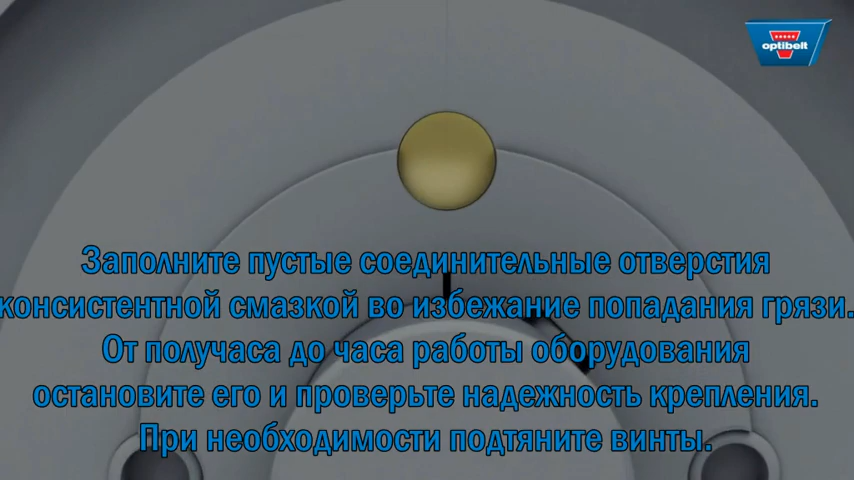 optibelt
Заполните пустые соединительные отверстия
консистентной смазкой во избежание попадания грязи.
От получаса до часа работы оборудования
остановите его и проверьте надежность крепления.
При необходимости подтяните винты.